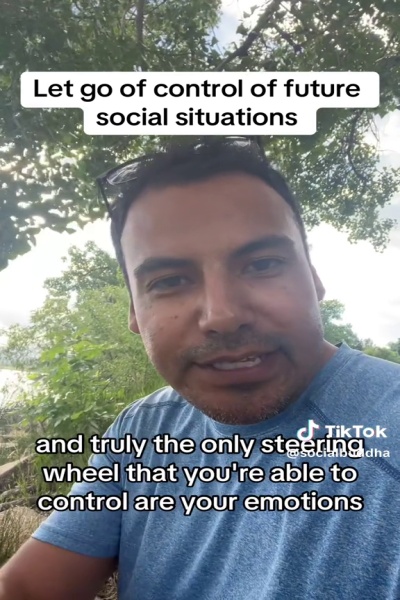 Let go of control of future
social situations
TikTok
@socialbuddha
and truly the only steering
wheel that you're able to
control are your emotions